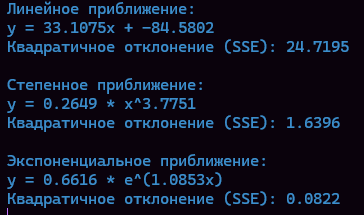 Линейное приближение:
y = 33.1075x + -84.5802
Квадратичное отклонение (SSE): 24.7195
Степенное приближение:
y = 0.2649 * x^3.7751
Квадратичное отклонение (SSE): 1.6396
Экспоненциальное приближение:
y = 0.6616 * e^(1.0853x)
Квадратичное отклонение (SSE): 0.0822